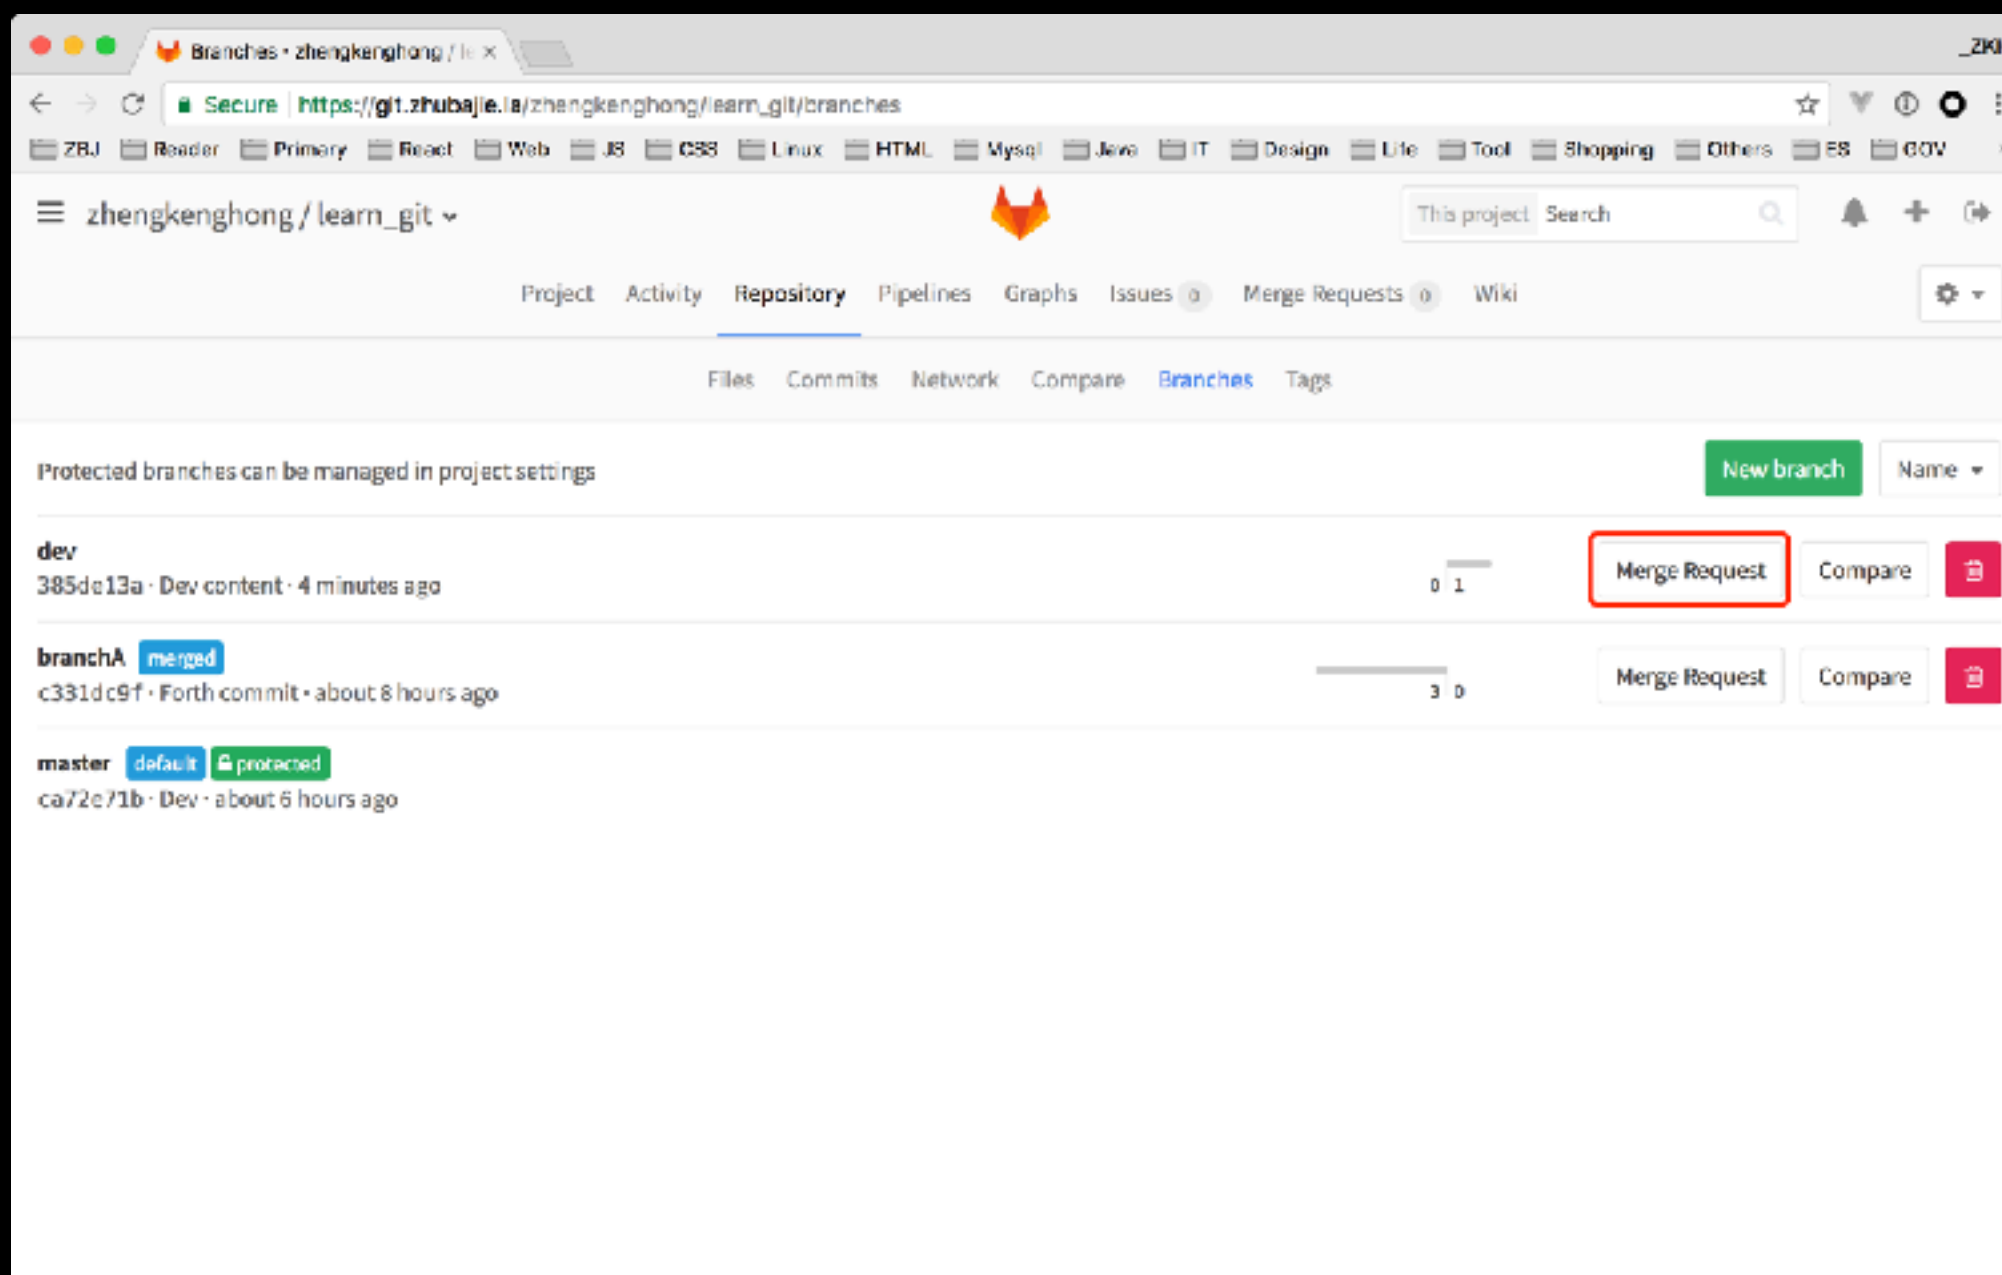 Branches · zhengkenghong / le ×
_ZKH
Secure https://git.zhubajie.la/zhengkenghong/learn_git/branches
ZBJ Reader Primary React Web JS CSS Linux HTML Mysql Java IT Design Life Tool Shopping Others ES GOV
zhengkenghong / learn_git
This project Search
Project Activity Repository Pipelines Graphs Issues 0 Merge Requests 0 Wiki
Files Commits Network Compare Branches Tags
Protected branches can be managed in project settings
New branch Name
dev
385de13a · Dev content · 4 minutes ago
0 1
Merge Request Compare
branchA merged
c331dc9f · Forth commit · about 8 hours ago
3 0
Merge Request Compare
master default protected
ca72e71b · Dev · about 6 hours ago